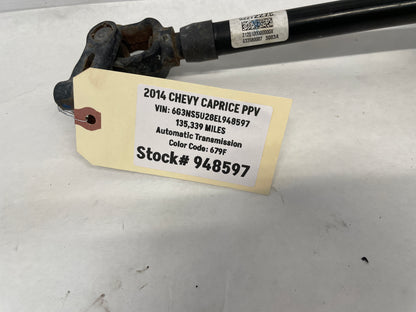 2014 CHEVY CAPRICE PPV
VIN: 6G3NS5U28EL948597
135,339 MILES
Automatic Transmission
Color Code: 679F
Stock# 948597